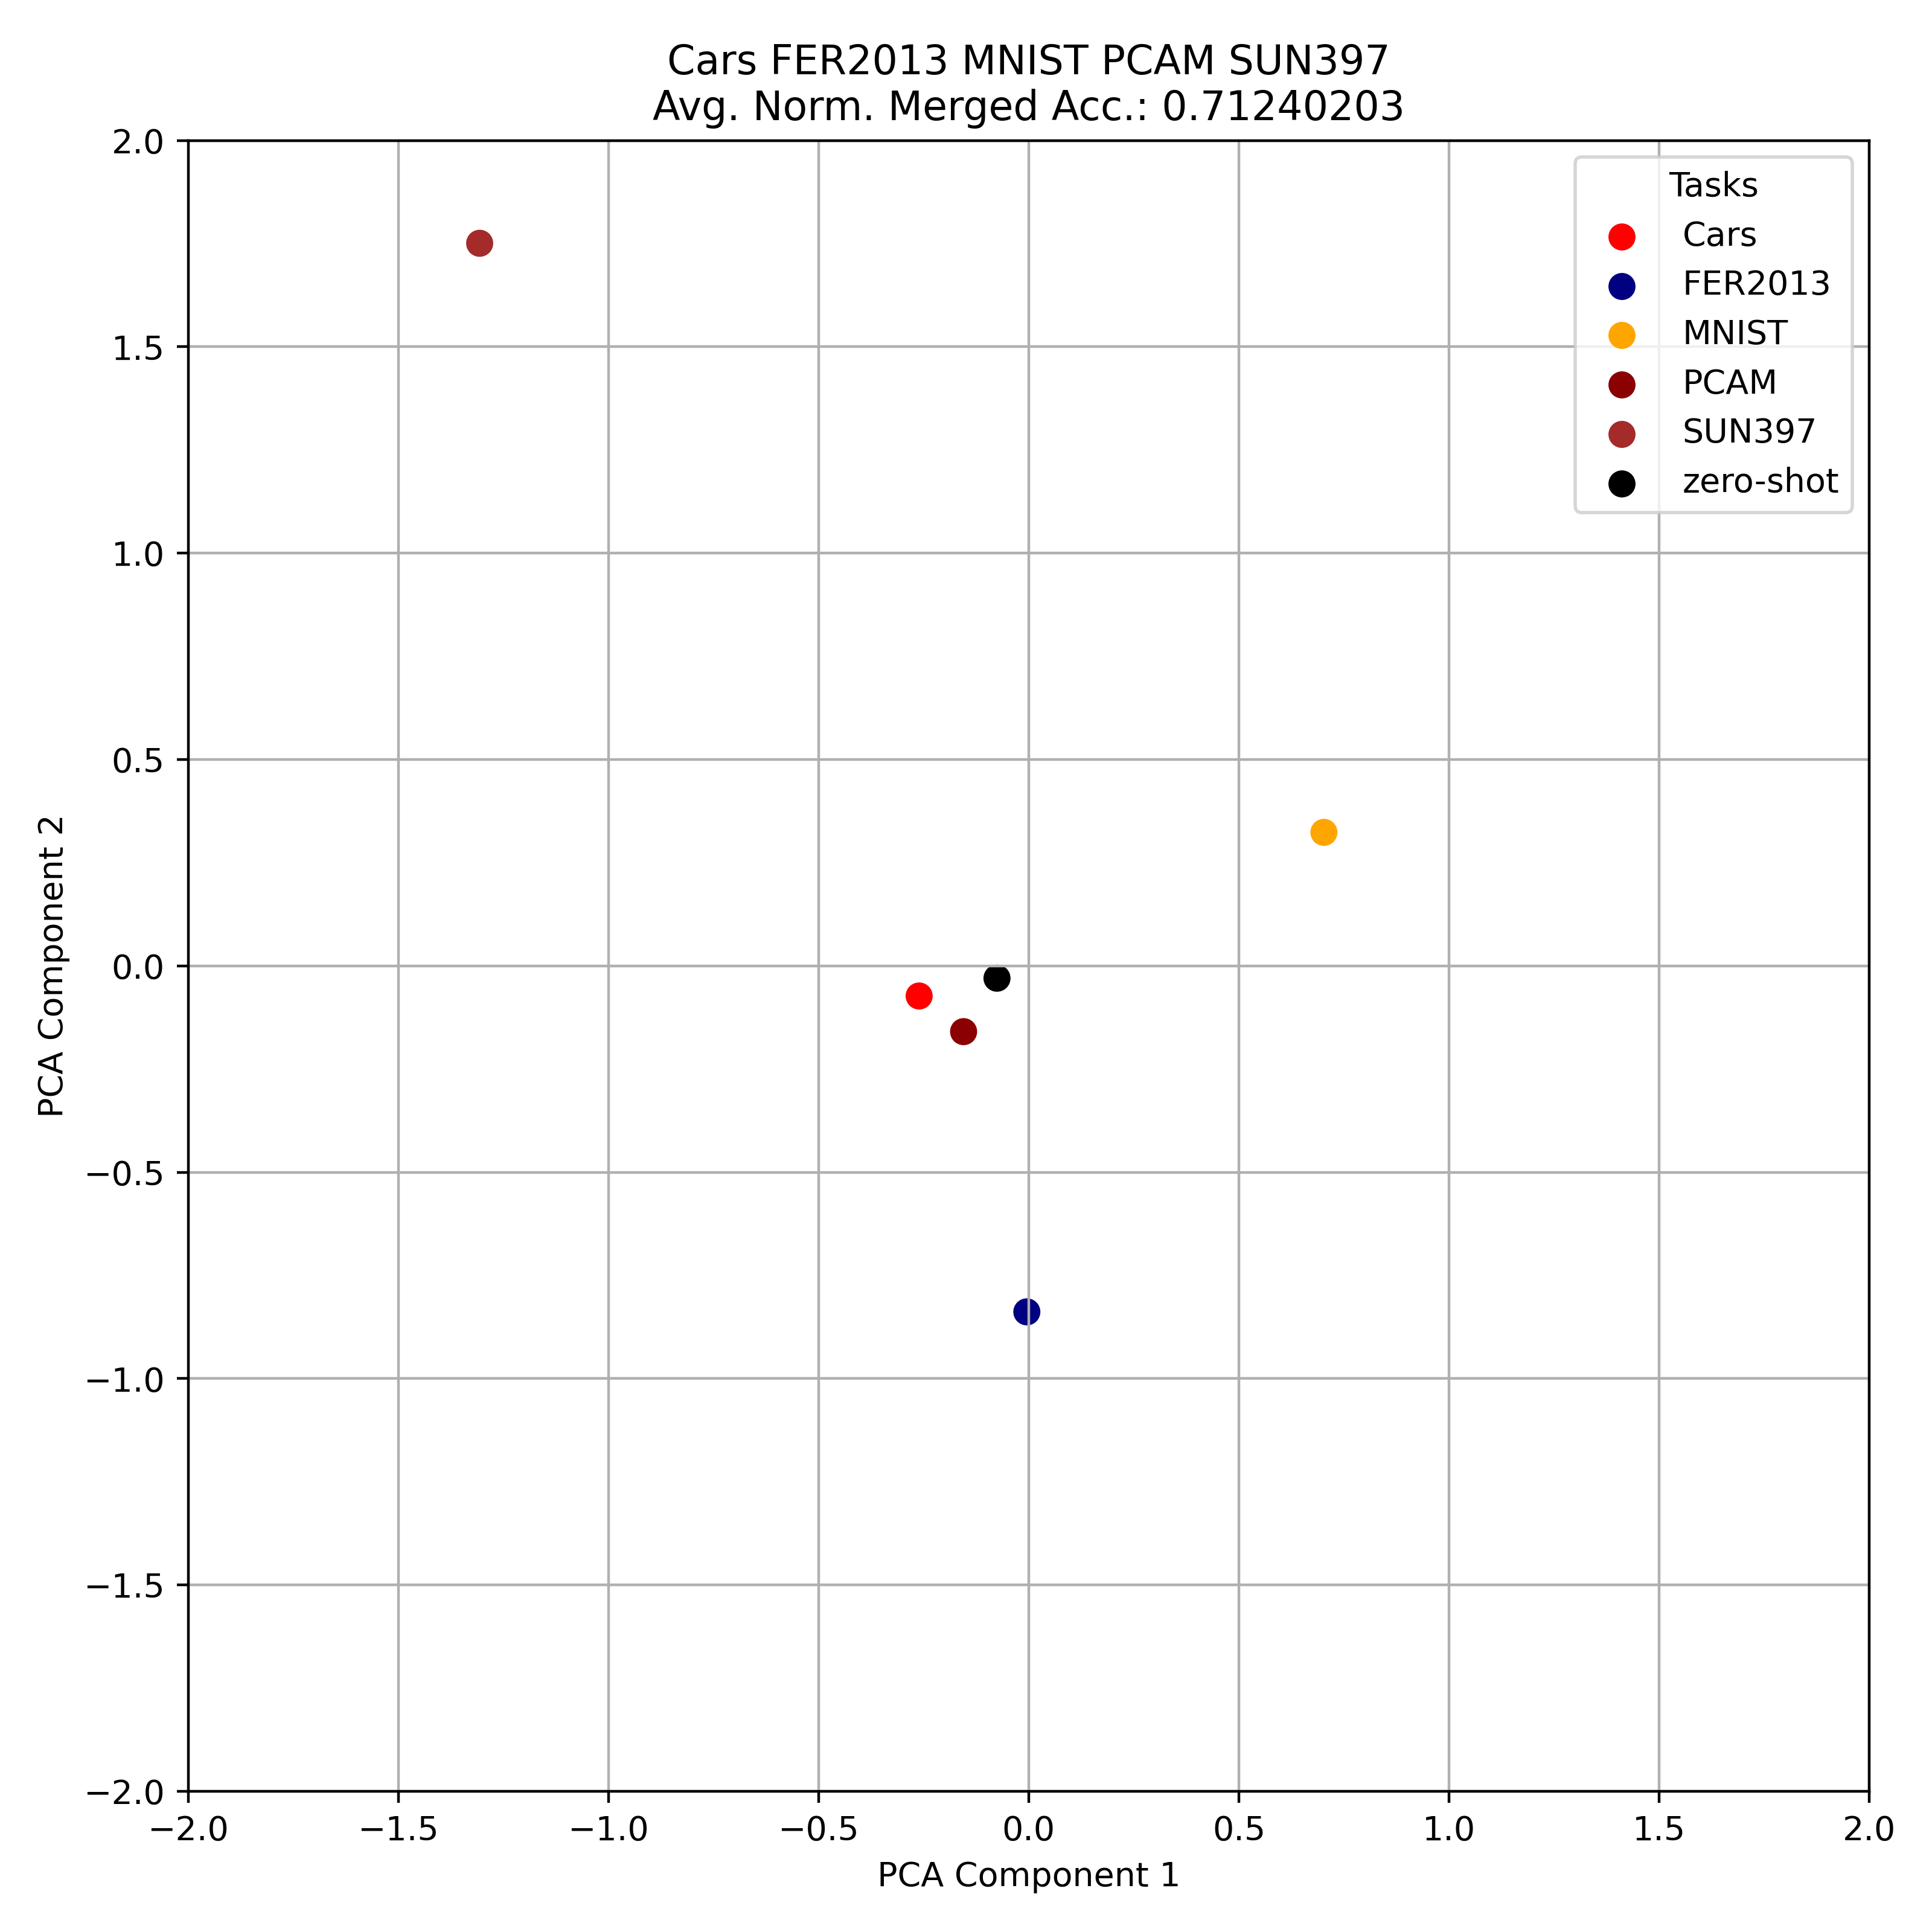 Cars FER2013 MNIST PCAM SUN397
Avg. Norm. Merged Acc.: 0.71240203
Tasks
Cars
FER2013
MNIST
PCAM
SUN397
zero-shot
2.0
1.5
1.0
0.5
0.0
−0.5
−1.0
−1.5
−2.0
PCA Component 2
−2.0 −1.5 −1.0 −0.5 0.0 0.5 1.0 1.5 2.0
PCA Component 1